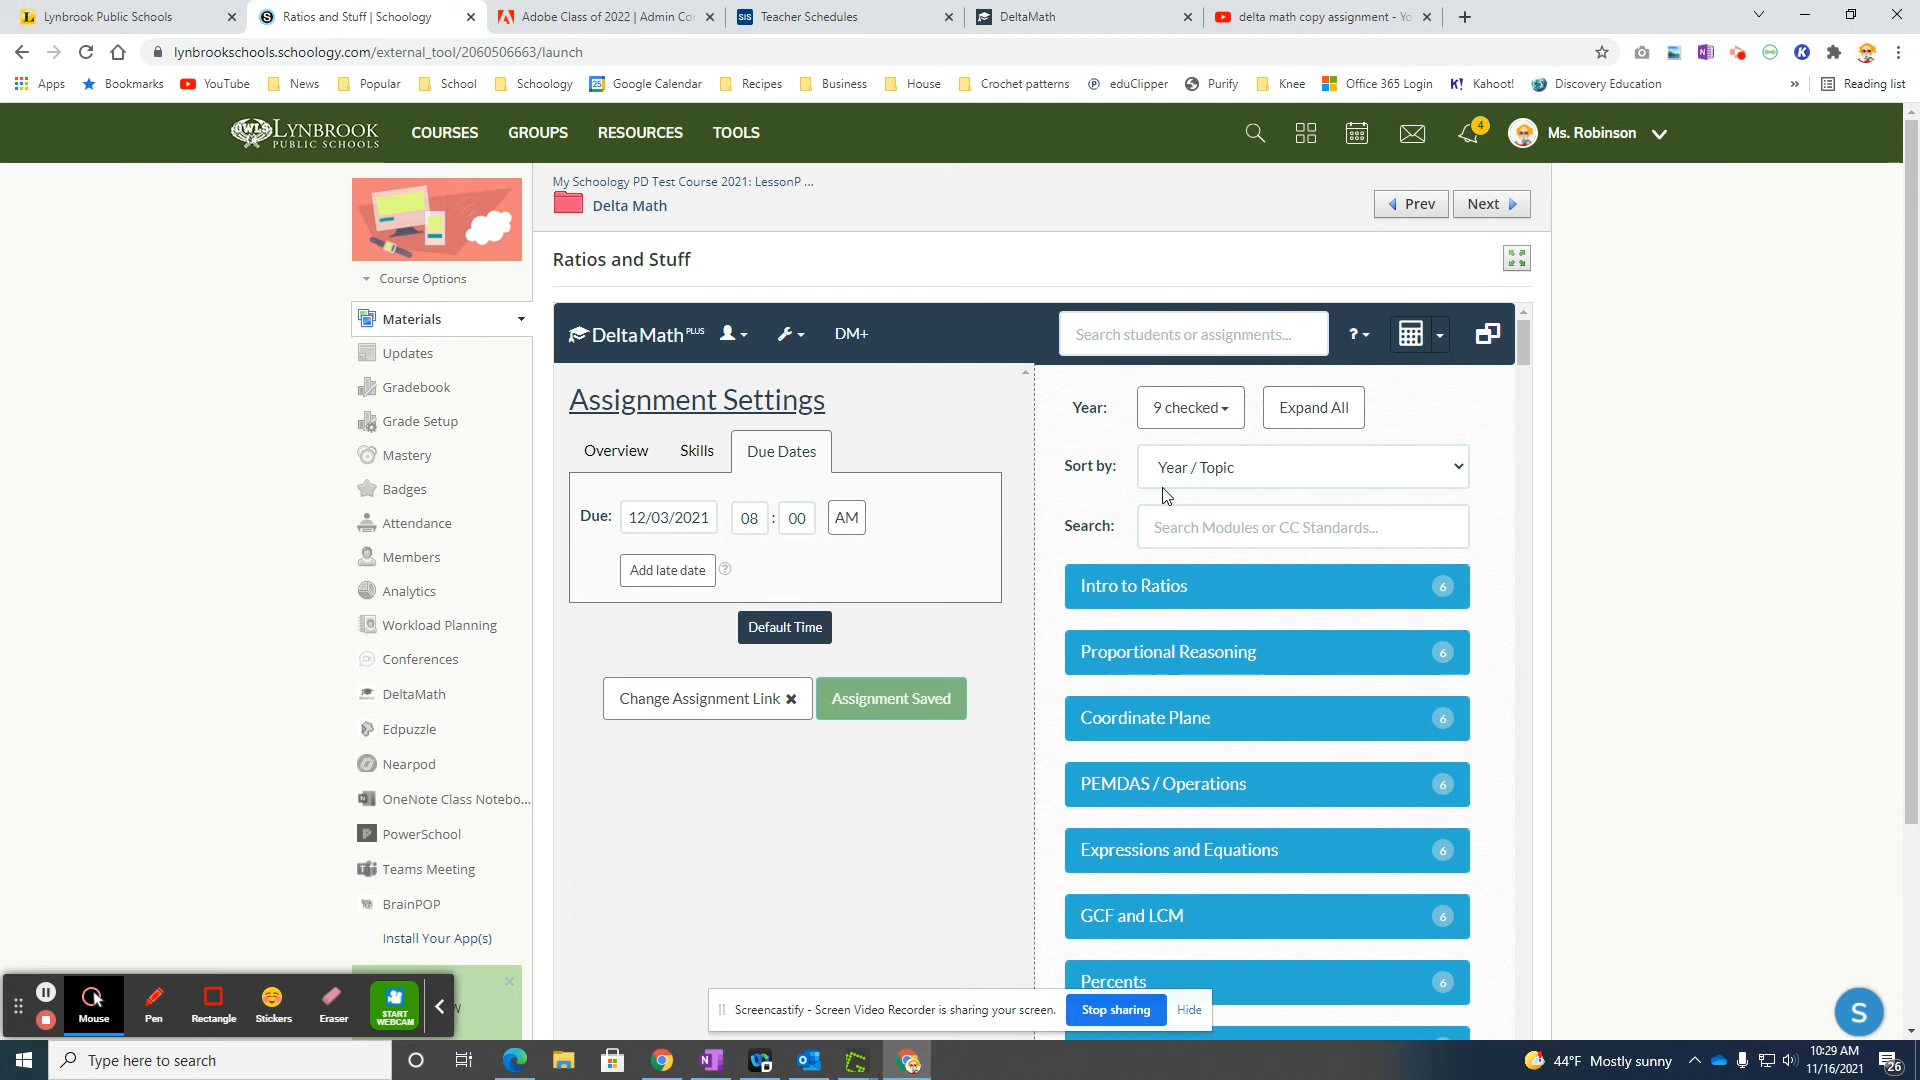 Lynbrook Public Schools
Ratios and Stuff | Schoology
Adobe Class of 2022 | Admin Co
Teacher Schedules
DeltaMath
delta math copy assignment - Yo
lynbrookschools.schoology.com/external_tool/2060506663/launch
Apps Bookmarks YouTube News Popular School Schoology Google Calendar Recipes Business House Crochet patterns eduClipper Purify Knee Office 365 Login Kahoot! Discovery Education » Reading list
OWLS LYNBROOK
PUBLIC SCHOOLS
COURSES GROUPS RESOURCES TOOLS
4
Ms. Robinson
My Schoology PD Test Course 2021: LessonP ...
Delta Math
Prev Next
Course Options
Ratios and Stuff
Materials
Updates
Gradebook
Grade Setup
Mastery
Badges
Attendance
Members
Analytics
Workload Planning
Conferences
DeltaMath
Edpuzzle
Nearpod
OneNote Class Notebo...
PowerSchool
Teams Meeting
BrainPOP
Install Your App(s)
DeltaMath PLUS DM+ Search students or assignments... ?
Assignment Settings
Overview Skills Due Dates
Due: 12/03/2021 08 : 00 AM
Add late date ?
Default Time
Change Assignment Link ✖ Assignment Saved
Year: 9 checked Expand All
Sort by: Year / Topic
Search: Search Modules or CC Standards...
Intro to Ratios 6
Proportional Reasoning 6
Coordinate Plane 6
PEMDAS / Operations 6
Expressions and Equations 6
GCF and LCM 6
Percents 6
Mouse Pen Rectangle Stickers Eraser START WEBCAM
Screencastify - Screen Video Recorder is sharing your screen. Stop sharing Hide
S
Type here to search
44°F Mostly sunny
10:29 AM
11/16/2021
26